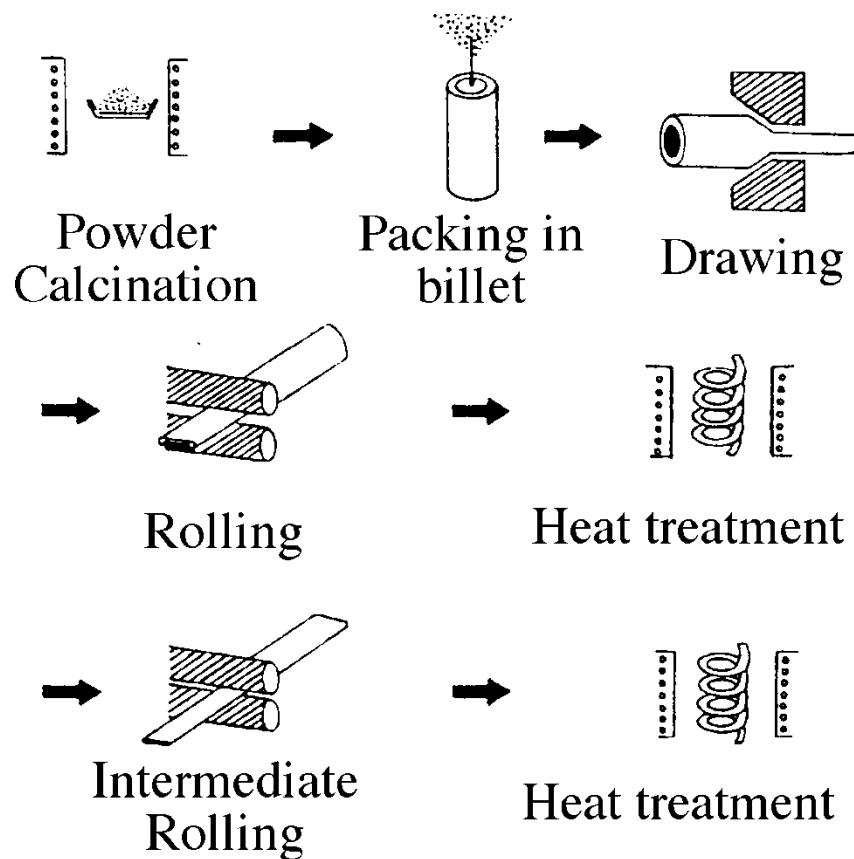 Powder
Calcination
Packing in
billet
Drawing
Rolling
Heat treatment
Intermediate
Rolling
Heat treatment